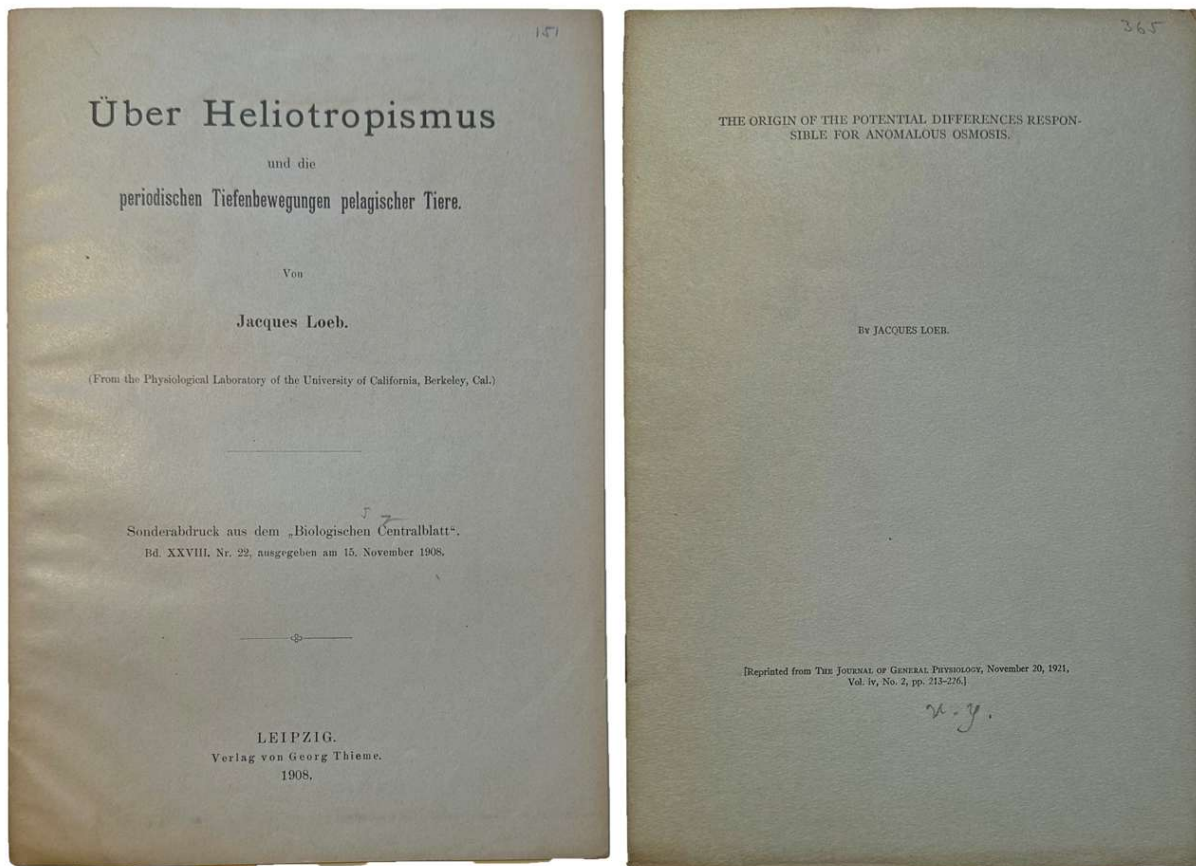 151
Über Heliotropismus
und die
periodischen Tiefenbewegungen pelagischer Tiere.
Von
Jacques Loeb.
(From the Physiological Laboratory of the University of California, Berkeley, Cal.)
Sonderabdruck aus dem „Biologischen Centralblatt“.
Bd. XXVIII. Nr. 22, ausgegeben am 15. November 1908.
LEIPZIG.
Verlag von Georg Thieme.
1908.
365
THE ORIGIN OF THE POTENTIAL DIFFERENCES RESPON-
SIBLE FOR ANOMALOUS OSMOSIS.
By JACQUES LOEB.
[Reprinted from THE JOURNAL OF GENERAL PHYSIOLOGY, November 20, 1921,
Vol. iv, No. 2, pp. 213–226.]